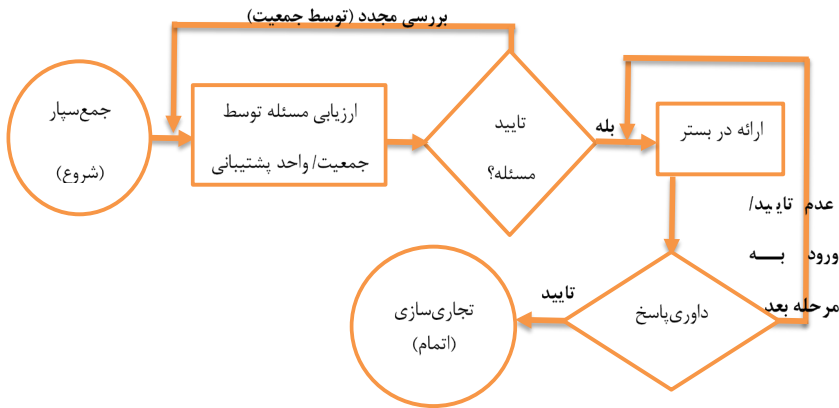 بررسی مجدد (توسط جمعیت)
جمع‌سپار
(شروع)
ارزیابی مسئله توسط
جمعیت/ واحد پشتیبانی
تایید
مسئله؟
بله
ارائه در بستر
عدم تایید/
ورود به
مرحله بعد
داوری‌پاسخ
تایید
تجاری‌سازی
(اتمام)